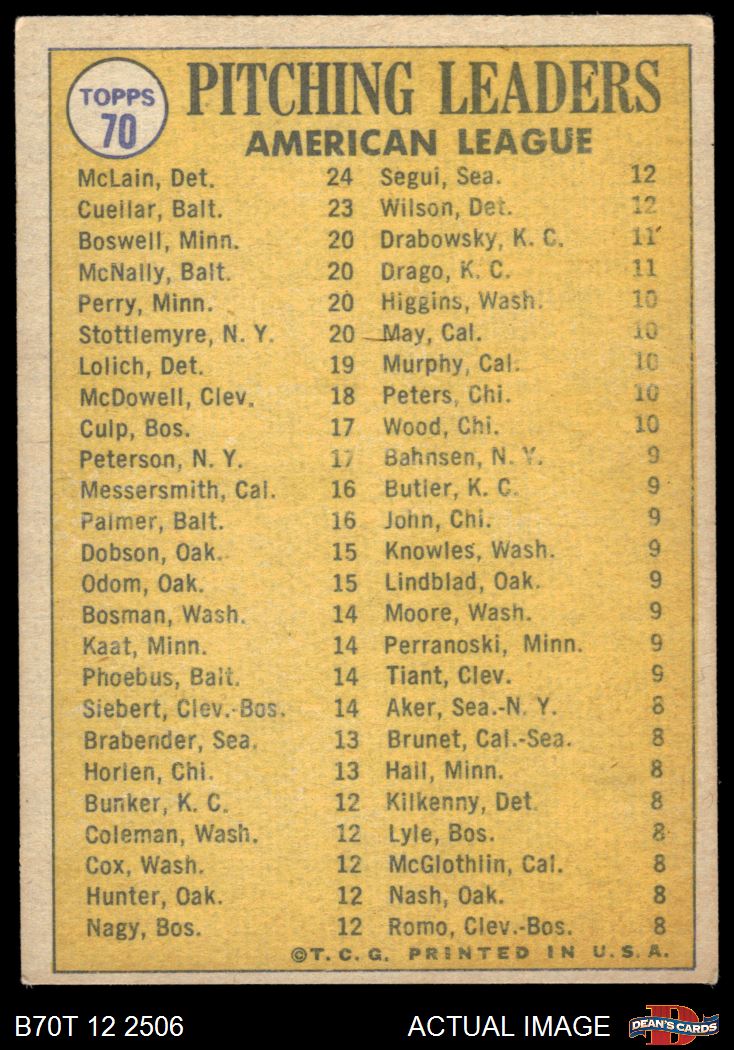 TOPPS
70
PITCHING LEADERS
AMERICAN LEAGUE
McLain, Det. 24
Cuellar, Balt. 23
Boswell, Minn. 20
McNally, Balt. 20
Perry, Minn. 20
Stottlemyre, N. Y. 20
Lolich, Det. 19
McDowell, Clev. 18
Culp, Bos. 17
Peterson, N. Y. 17
Messersmith, Cal. 16
Palmer, Balt. 16
Dobson, Oak. 15
Odom, Oak. 15
Bosman, Wash. 14
Kaat, Minn. 14
Phoebus, Balt. 14
Siebert, Clev.-Bos. 14
Brabender, Sea. 13
Horlen, Chi. 13
Bunker, K. C. 12
Coleman, Wash. 12
Cox, Wash. 12
Hunter, Oak. 12
Nagy, Bos. 12
Segui, Sea. 12
Wilson, Det. 12
Drabowsky, K. C. 11
Drago, K. C. 11
Higgins, Wash. 10
May, Cal. 10
Murphy, Cal. 10
Peters, Chi. 10
Wood, Chi. 10
Bahnsen, N. Y. 9
Butler, K. C. 9
John, Chi. 9
Knowles, Wash. 9
Lindblad, Oak. 9
Moore, Wash. 9
Perranoski, Minn. 9
Tiant, Clev. 9
Aker, Sea.-N. Y. 8
Brunet, Cal.-Sea. 8
Hall, Minn. 8
Kilkenny, Det. 8
Lyle, Bos. 8
McGlothlin, Cal. 8
Nash, Oak. 8
Romo, Clev.-Bos. 8
©T. C. G. PRINTED IN U. S. A.
B70T 12 2506
ACTUAL IMAGE
DEAN'S CARDS